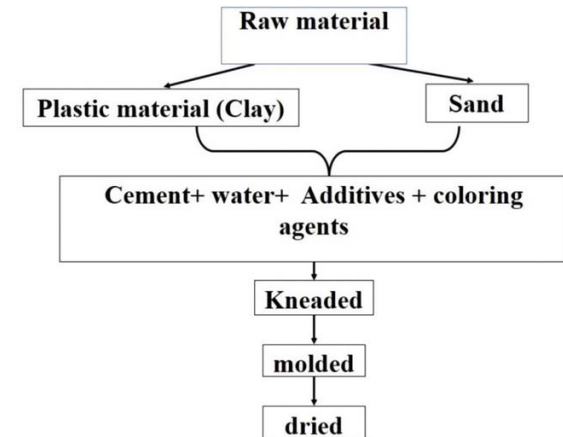 Raw material
Plastic material (Clay)
Sand
Cement+ water+ Additives + coloring
agents
Kneaded
molded
dried